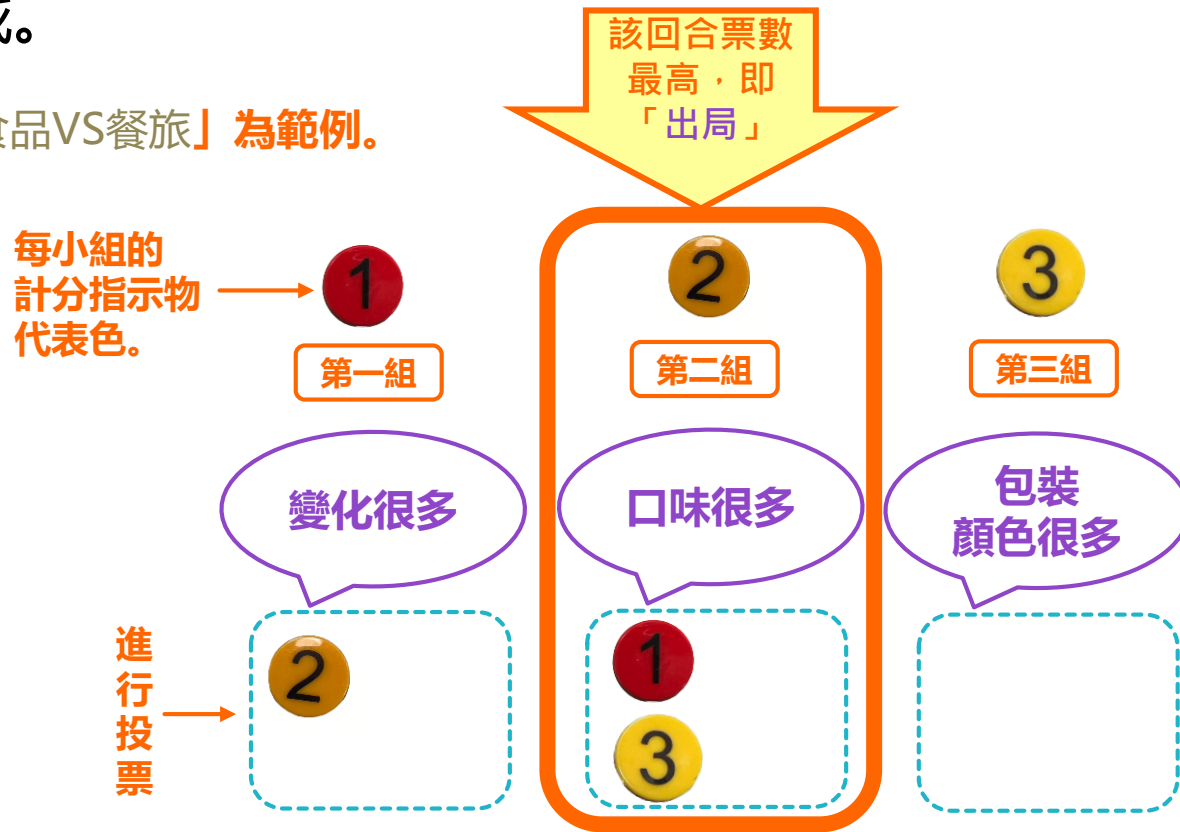 。
食品VS餐旅」為範例。
該回合票數
最高，即
「出局」
每小組的
計分指示物
代表色。
1
2
3
第一組
第二組
第三組
變化很多
口味很多
包裝
顏色很多
進
行
投
票
2
1
3